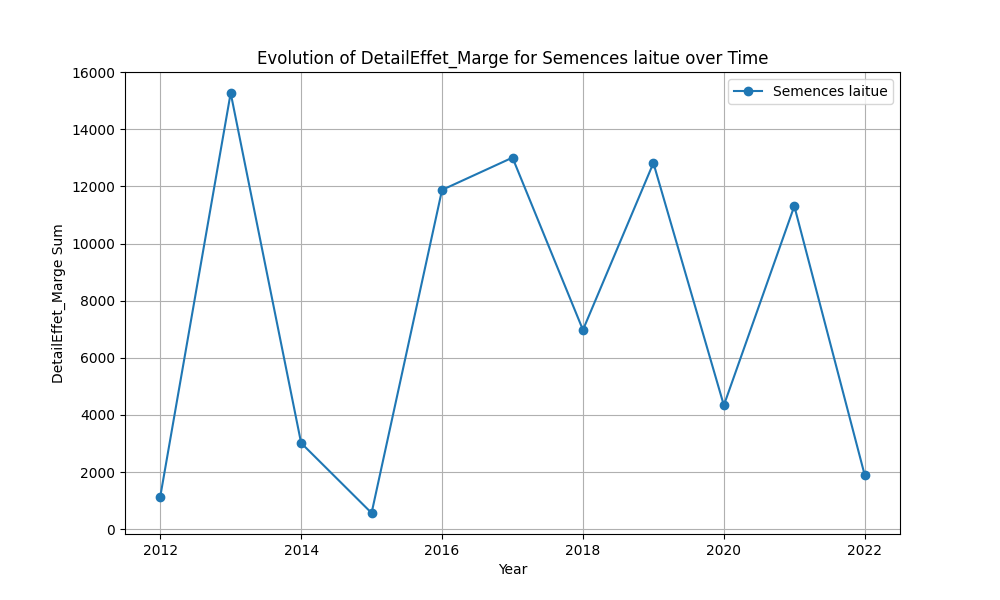 Evolution of DetailEffet_Marge for Semences laitue over Time
Semences laitue
DetailEffet_Marge Sum
16000
14000
12000
10000
8000
6000
4000
2000
0
2012 2014 2016 2018 2020 2022
Year